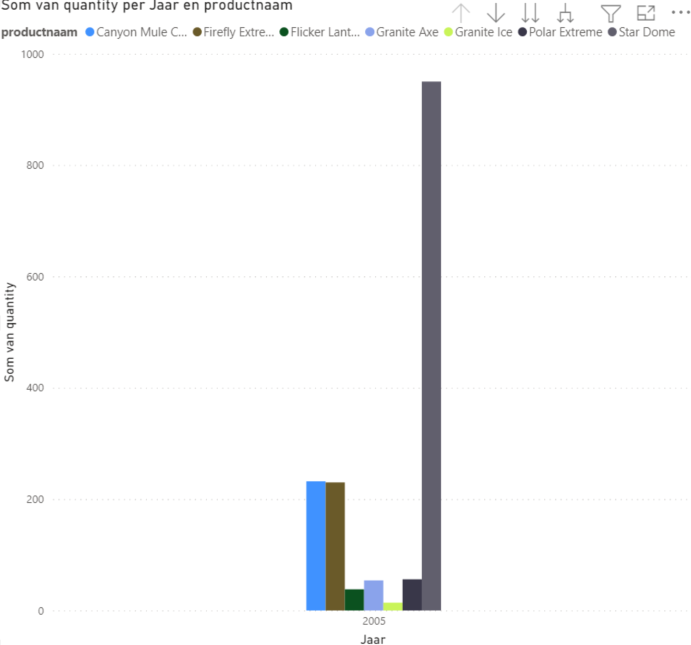 Som van quantity per Jaar en productnaam
productnaam Canyon Mule C... Firefly Extre... Flicker Lant... Granite Axe Granite Ice Polar Extreme Star Dome
1000
800
600
400
200
0
Som van quantity
2005
Jaar